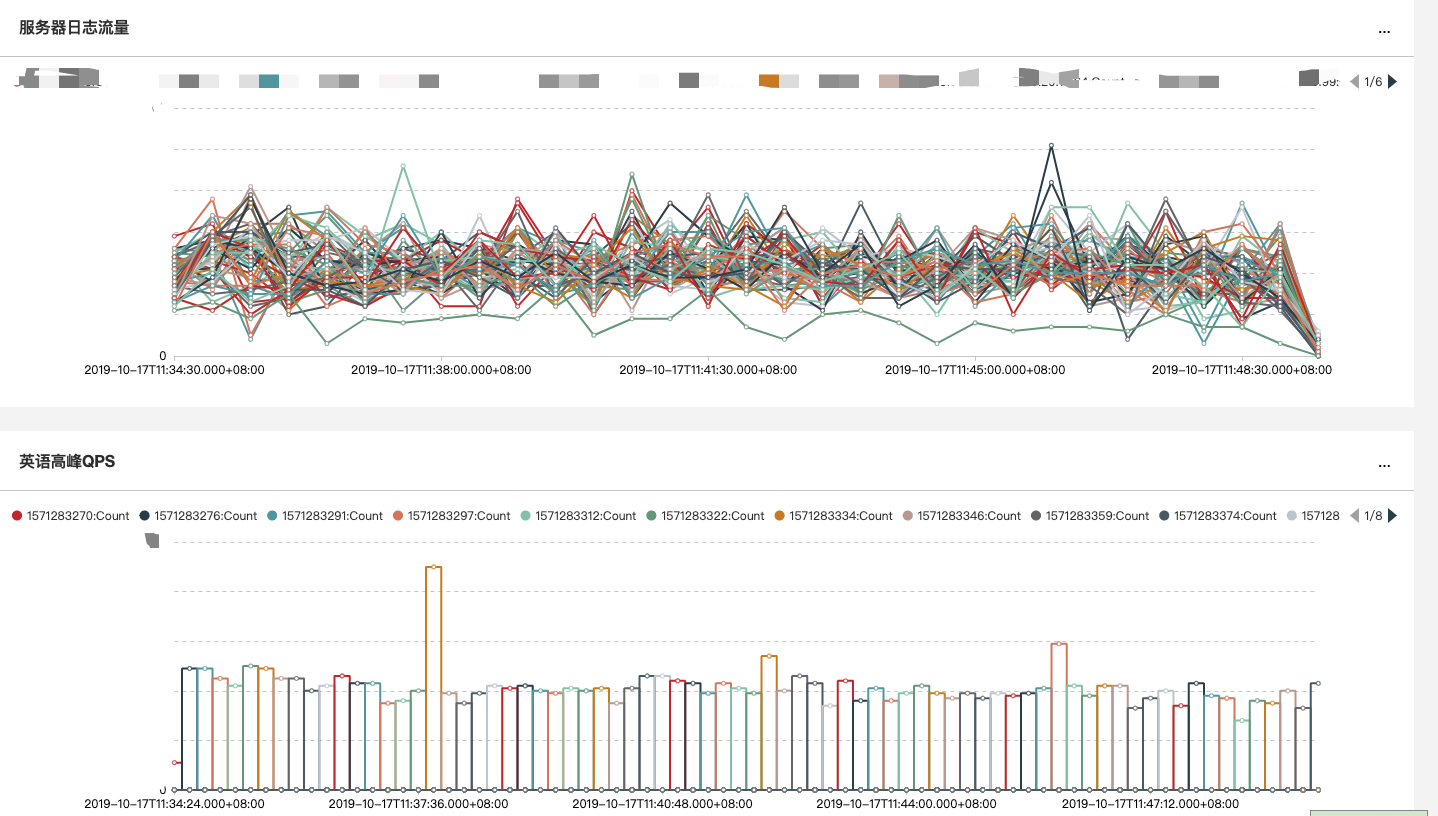 服务器日志流量
...
1/6
0
2019-10-17T11:34:30.000+08:00 2019-10-17T11:38:00.000+08:00 2019-10-17T11:41:30.000+08:00 2019-10-17T11:45:00.000+08:00 2019-10-17T11:48:30.000+08:00
英语高峰QPS
...
1571283270:Count 1571283276:Count 1571283291:Count 1571283297:Count 1571283312:Count 1571283322:Count 1571283334:Count 1571283346:Count 1571283359:Count 1571283374:Count 157128 1/8
2019-10-17T11:34:24.000+08:00 2019-10-17T11:37:36.000+08:00 2019-10-17T11:40:48.000+08:00 2019-10-17T11:44:00.000+08:00 2019-10-17T11:47:12.000+08:00